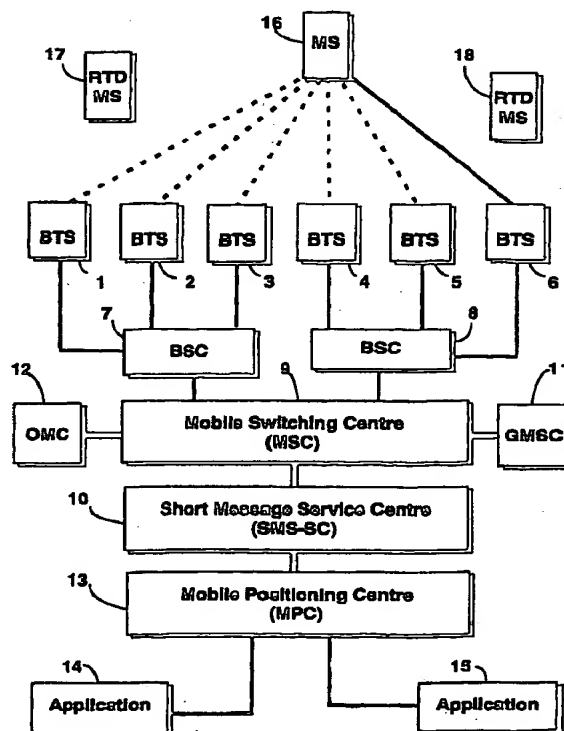 16
17
MS
18
RTD
MS
RTD
MS
BTS
BTS
BTS
BTS
BTS
BTS
1
2
3
4
5
6
7
8
BSC
BSC
12
9
11
OMC
Mobile Switching Centre
(MSC)
GMSC
10
Short Message Service Centre
(SMS-SC)
13
Mobile Positioning Centre
(MPC)
14
15
Application
Application